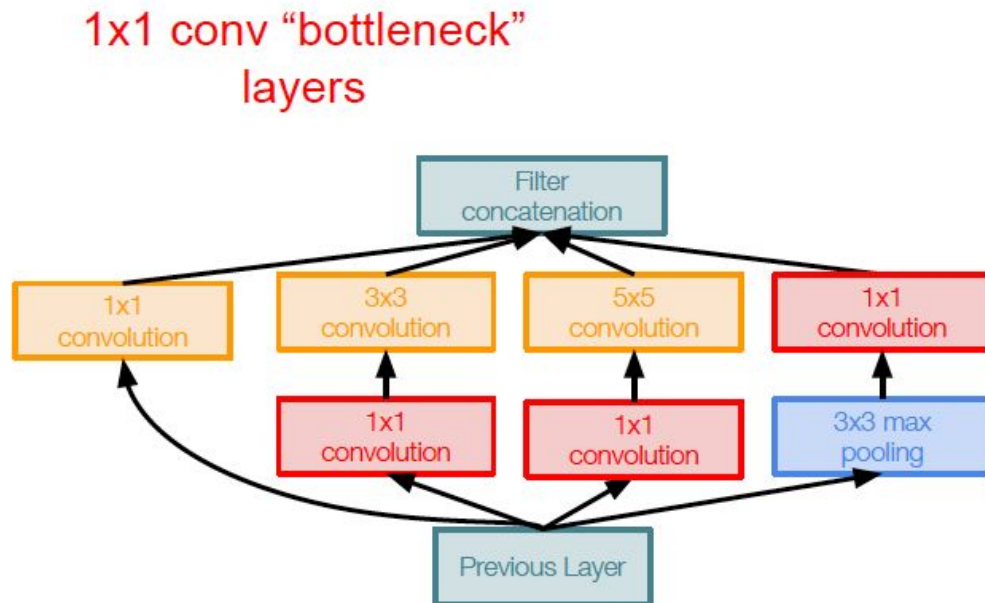 1x1 conv “bottleneck”
layers
Filter
concatenation
1x1
convolution
3x3
convolution
5x5
convolution
1x1
convolution
1x1
convolution
1x1
convolution
3x3 max
pooling
Previous Layer